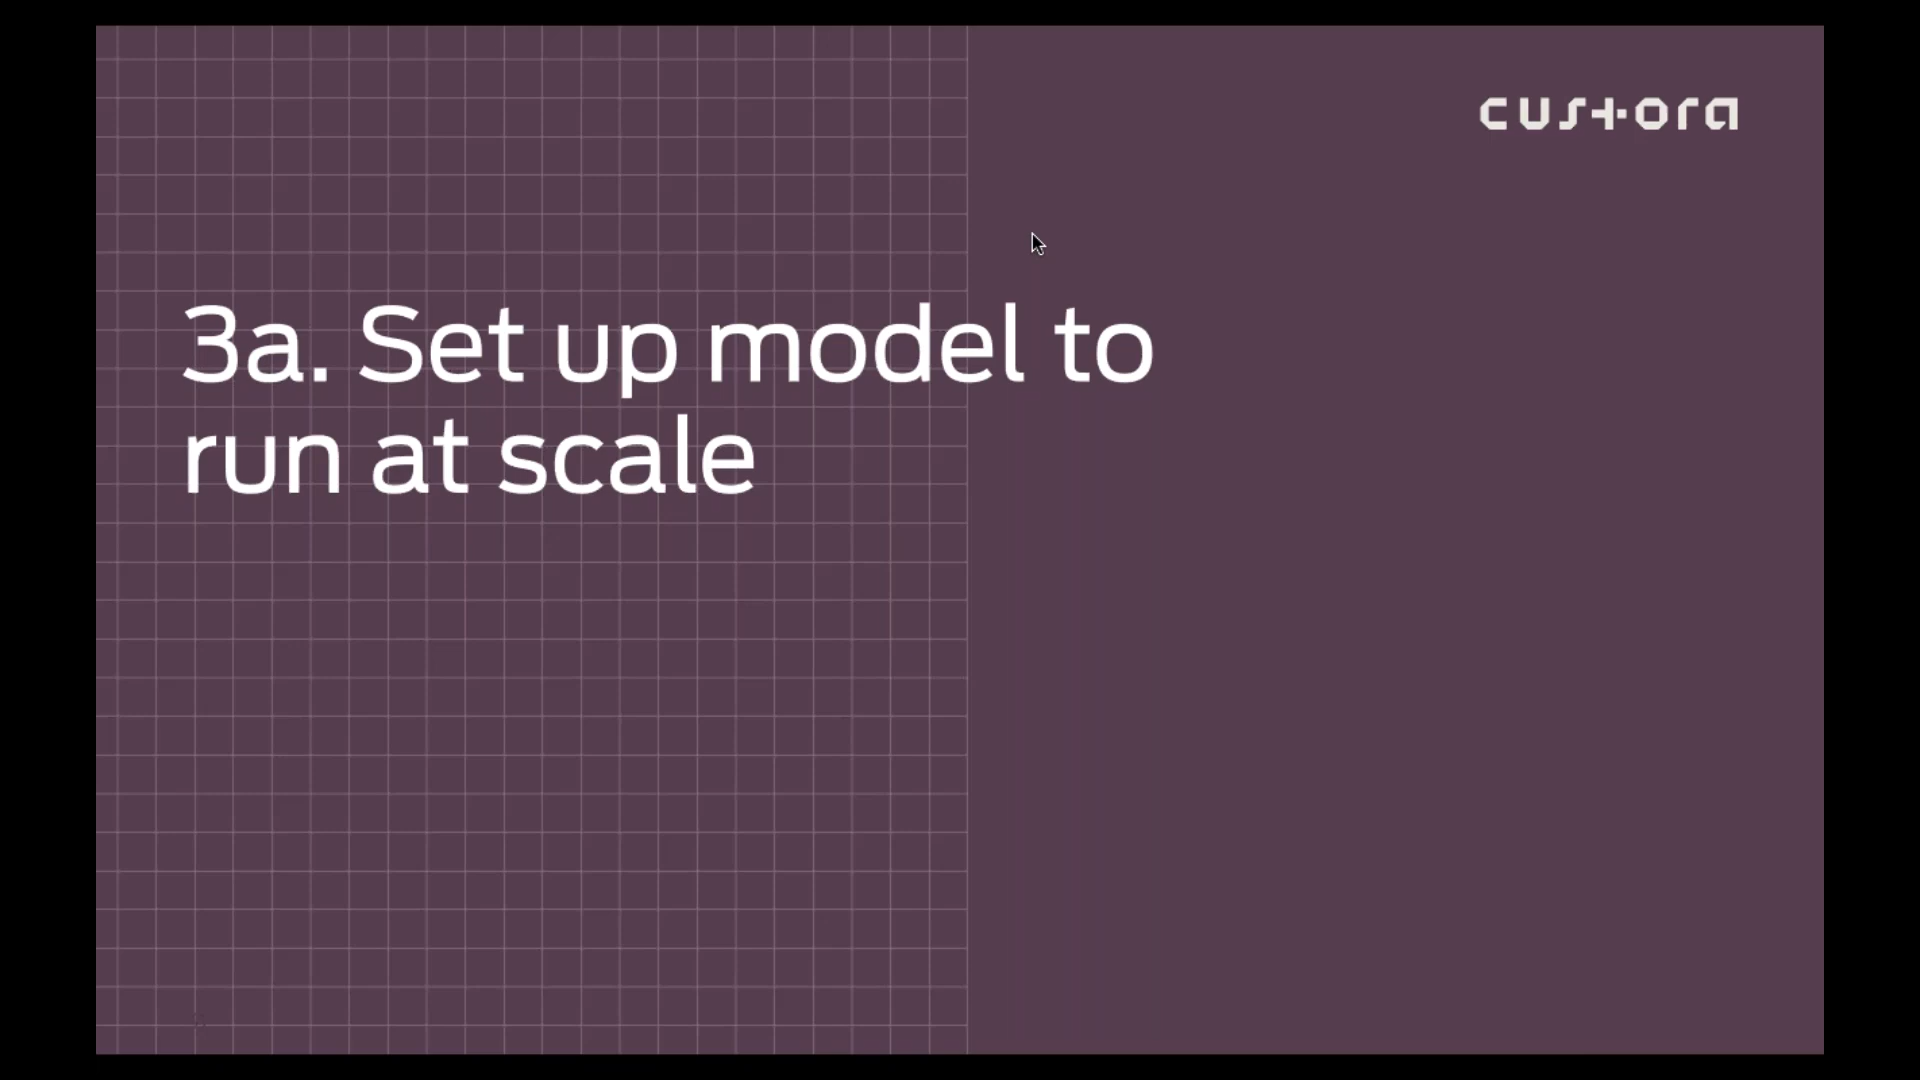 custora
3a. Set up model to
run at scale